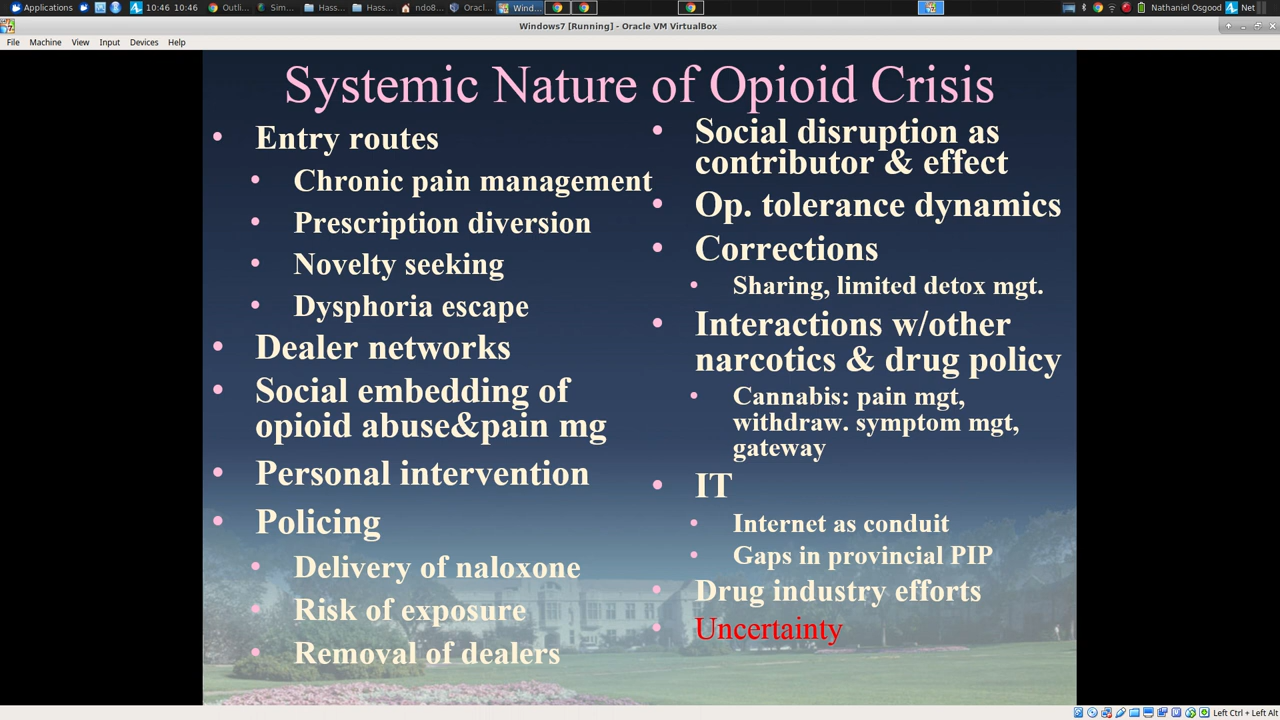 Applications
10:46 10:46
Outli...
Sim...
Hass...
Hass...
ndo8...
Oracl...
Wind...
Nathaniel Osgood
Net
Windows7 [Running] - Oracle VM VirtualBox
File Machine View Input Devices Help
Systemic Nature of Opioid Crisis
• Entry routes
• Chronic pain management
• Prescription diversion
• Novelty seeking
• Dysphoria escape
• Dealer networks
• Social embedding of
opioid abuse&pain mg
• Personal intervention
• Policing
• Delivery of naloxone
• Risk of exposure
• Removal of dealers
• Social disruption as
contributor & effect
• Op. tolerance dynamics
• Corrections
• Sharing, limited detox mgt.
• Interactions w/other
narcotics & drug policy
• Cannabis: pain mgt,
withdraw. symptom mgt,
gateway
• IT
• Internet as conduit
• Gaps in provincial PIP
• Drug industry efforts
• Uncertainty
Left Ctrl + Left Alt